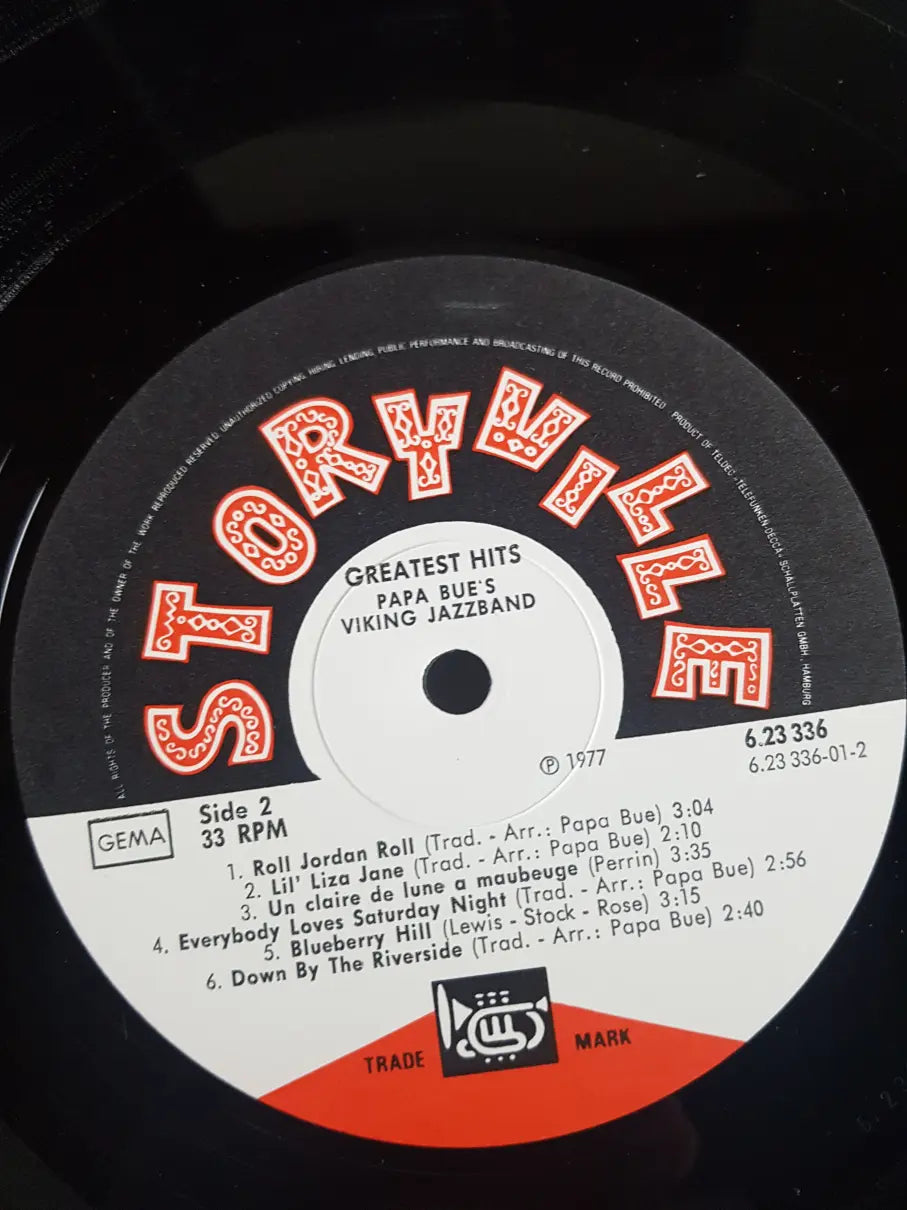 ALL RIGHTS OF THE PRODUCER AND OF THE OWNER OF THE WORK REPRODUCED RESERVED. UNAUTHORIZED COPYING, HIRING, LENDING, PUBLIC PERFORMANCE AND BROADCASTING OF THIS RECORD PROHIBITED · PRODUCT OF TELDEC »TELEFUNKEN-DECCA« SCHALLPLATTEN GMBH, HAMBURG
STORYVILLE
GREATEST HITS
PAPA BUE'S
VIKING JAZZBAND
℗ 1977
6.23 336
6.23 336-01-2
GEMA
Side 2
33 RPM
1. Roll Jordan Roll (Trad. - Arr.: Papa Bue) 3:04
2. Lil' Liza Jane (Trad. - Arr.: Papa Bue) 2:10
3. Un claire de lune a maubeuge (Perrin) 3:35
4. Everybody Loves Saturday Night (Trad. - Arr.: Papa Bue) 2:56
5. Blueberry Hill (Lewis - Stock - Rose) 3:15
6. Down By The Riverside (Trad. - Arr.: Papa Bue) 2:40
TRADE MARK